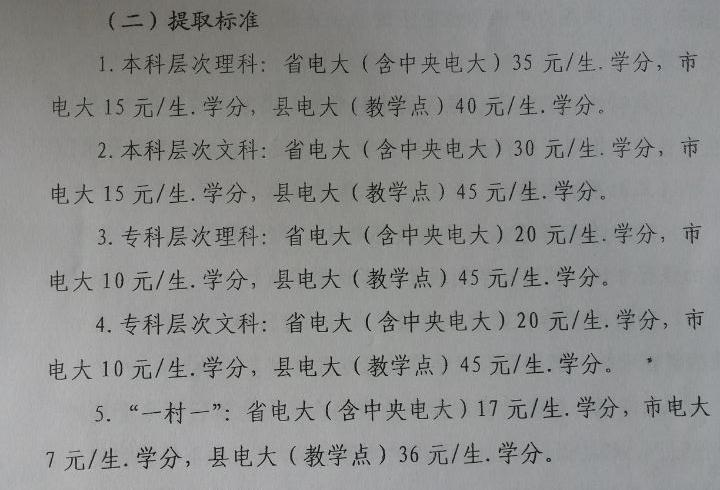 （二）提取标准
1. 本科层次理科：省电大（含中央电大）35 元/生.学分，市
电大 15 元/生.学分，县电大（教学点）40 元/生.学分。
2. 本科层次文科：省电大（含中央电大）30 元/生.学分，市
电大 15 元/生.学分，县电大（教学点）45 元/生.学分。
3. 专科层次理科：省电大（含中央电大）20 元/生.学分，市
电大 10 元/生.学分，县电大（教学点）45 元/生.学分。
4. 专科层次文科：省电大（含中央电大）20 元/生.学分，市
电大 10 元/生.学分，县电大（教学点）45 元/生.学分。
5. “一村一”：省电大（含中央电大）17 元/生.学分，市电大
7 元/生.学分，县电大（教学点）36 元/生.学分。